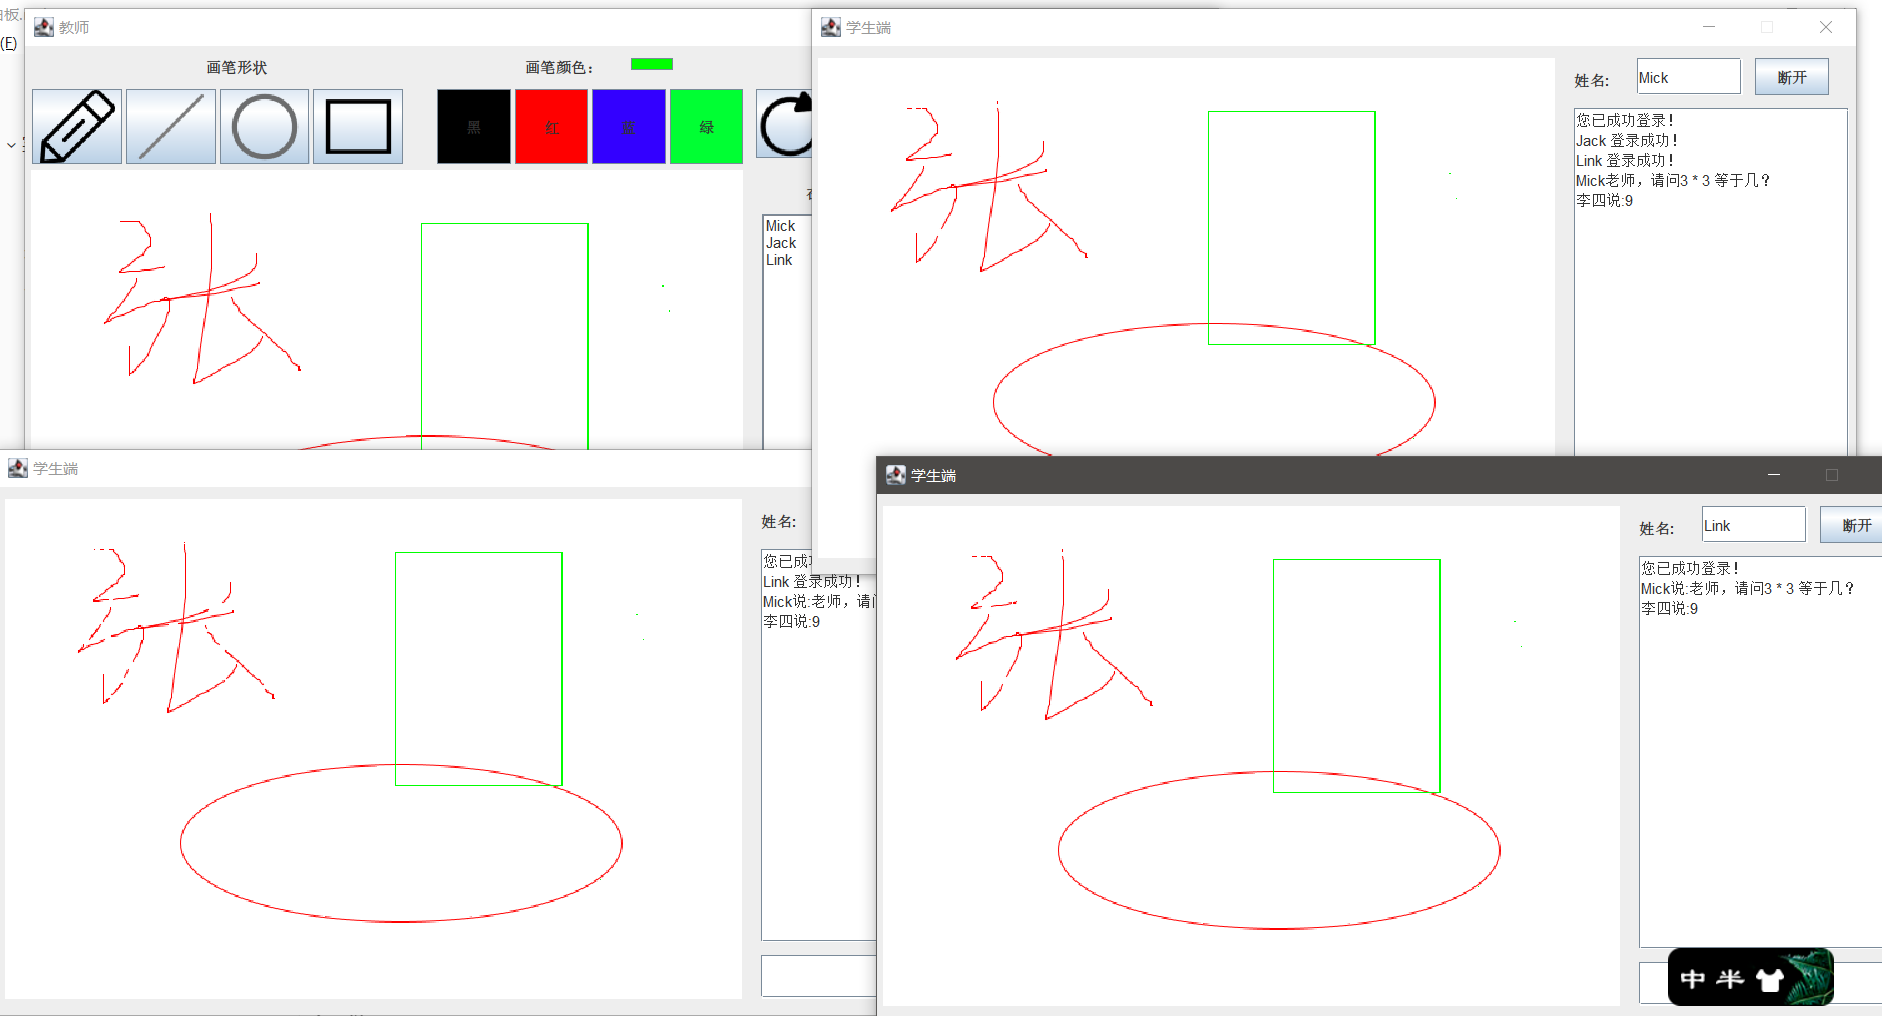 白板.
(F)
教师
画笔形状
画笔颜色：
黑
红
蓝
绿
Mick
Jack
Link
张
学生端
姓名:
Mick
断开
您已成功登录！
Jack 登录成功！
Link 登录成功！
Mick老师，请问3 * 3 等于几？
李四说:9
张
学生端
姓名:
您已成功
Link 登录成功！
Mick说:老师，请问
李四说:9
张
学生端
姓名:
Link
断开
您已成功登录！
Mick说:老师，请问3 * 3 等于几？
李四说:9
张
中 半